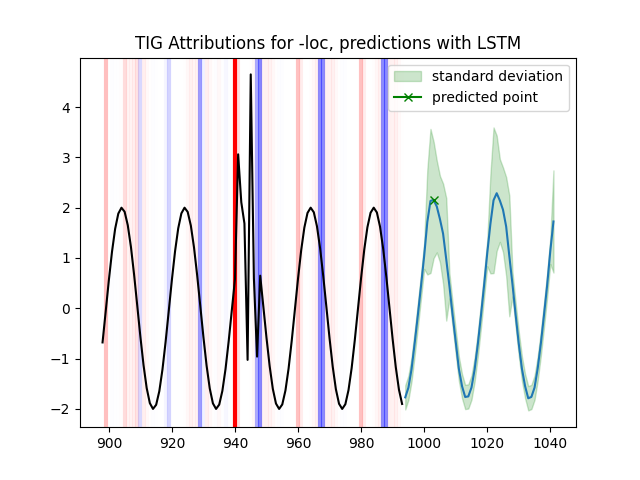 TIG Attributions for -loc, predictions with LSTM
standard deviation
predicted point
4
3
2
1
0
−1
−2
900 920 940 960 980 1000 1020 1040